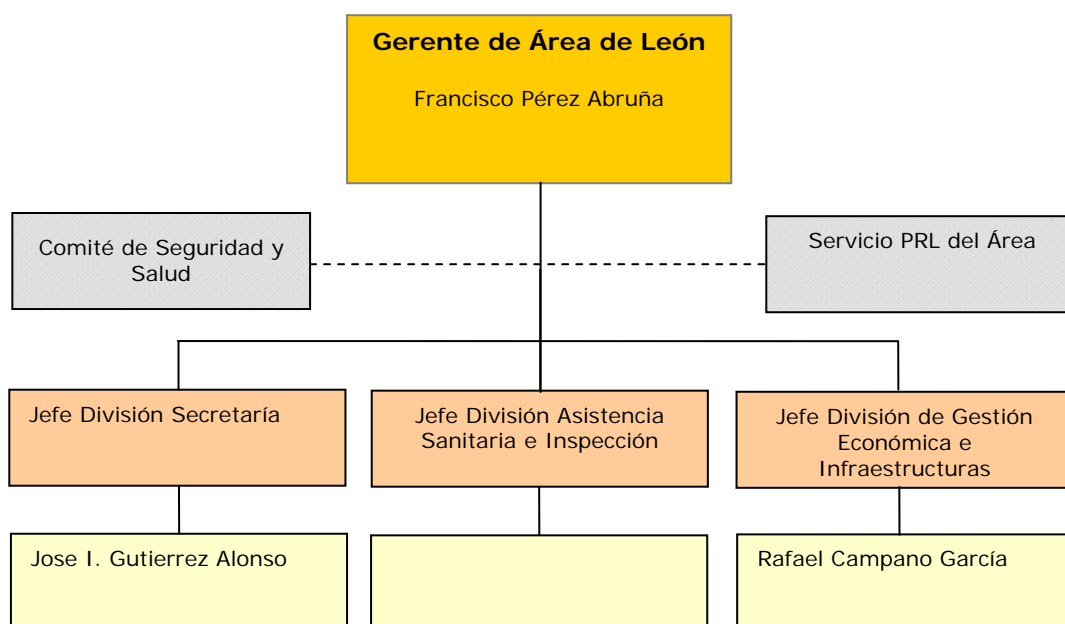 Gerente de Área de León
Francisco Pérez Abruña
Comité de Seguridad y
Salud
Servicio PRL del Área
Jefe División Secretaría
Jefe División Asistencia
Sanitaria e Inspección
Jefe División de Gestión
Económica e
Infraestructuras
Jose I. Gutierrez Alonso
Rafael Campano García